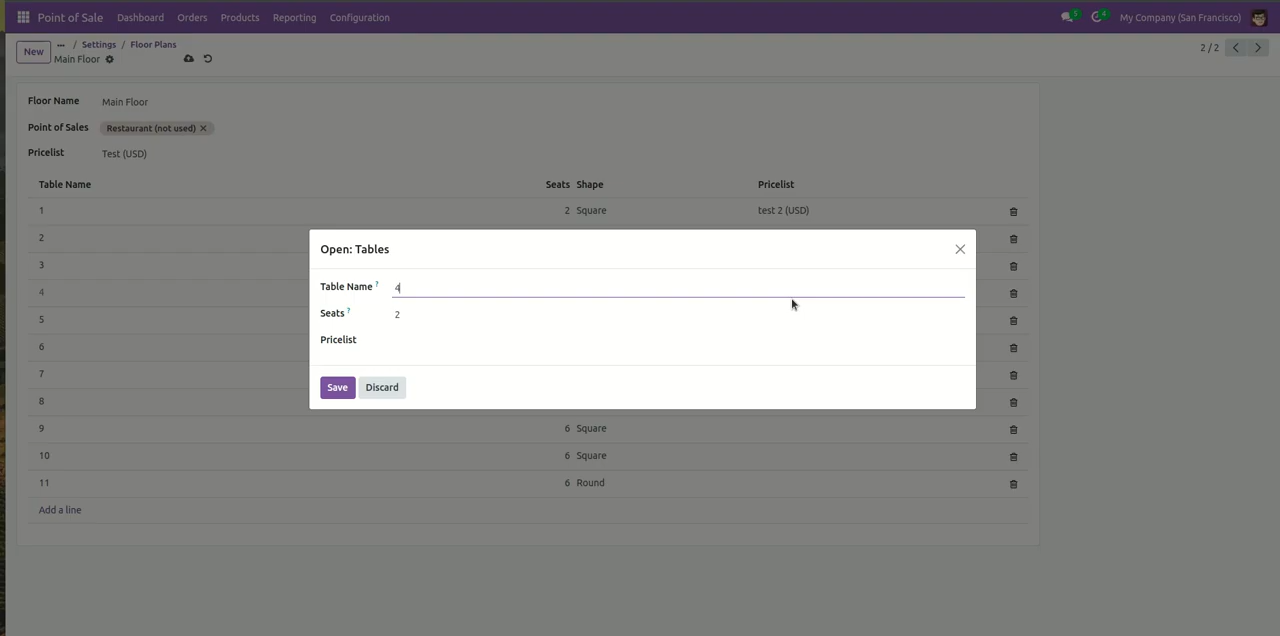 Point of Sale Dashboard Orders Products Reporting Configuration 5 4 My Company (San Francisco)
New ... / Settings / Floor Plans 2 / 2
Main Floor
Floor Name Main Floor
Point of Sales Restaurant (not used)
Pricelist Test (USD)
Table Name Seats Shape Pricelist
1 2 Square test 2 (USD)
2
3
4
5
6
7
8
9 6 Square
10 6 Square
11 6 Round
Add a line
Open: Tables
Table Name ? 4
Seats ? 2
Pricelist
Save Discard